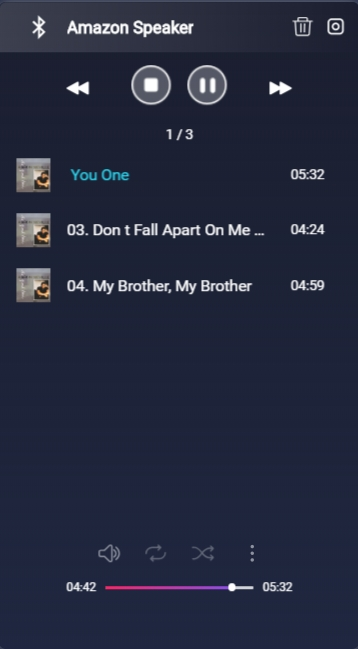 Amazon Speaker
1 / 3
You One 05:32
03. Don t Fall Apart On Me ... 04:24
04. My Brother, My Brother 04:59
04:42 05:32